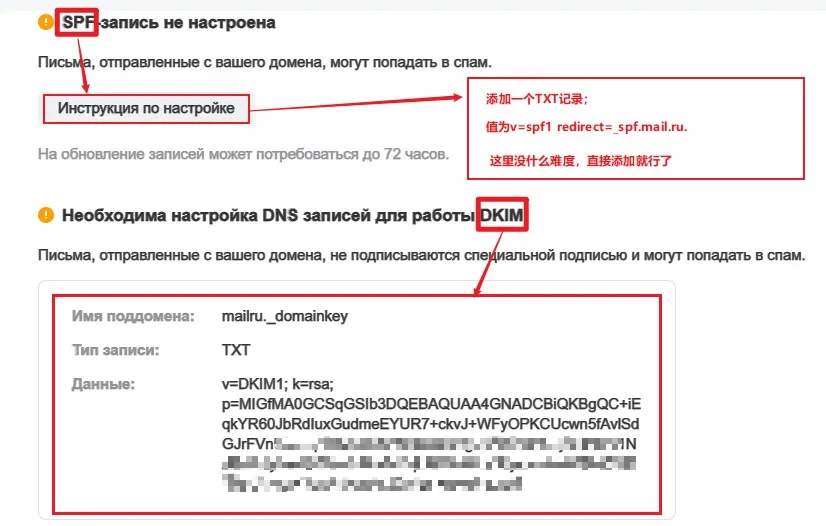 SPF-запись не настроена
Письма, отправленные с вашего домена, могут попадать в спам.
Инструкция по настройке
添加一个TXT记录；
值为v=spf1 redirect=_spf.mail.ru.
这里没什么难度，直接添加就行了
На обновление записей может потребоваться до 72 часов.
Необходима настройка DNS записей для работы DKIM
Письма, отправленные с вашего домена, не подписываются специальной подписью и могут попадать в спам.
Имя поддомена: mailru._domainkey
Тип записи: TXT
Данные: v=DKIM1; k=rsa;
p=MIGfMA0GCSqGSIb3DQEBAQUAA4GNADCBiQKBgQC+iE
qkYR60JbRdIuxGudmeEYUR7+ckvJ+WFyOPKCUcwn5fAvlSd
GJrFVn